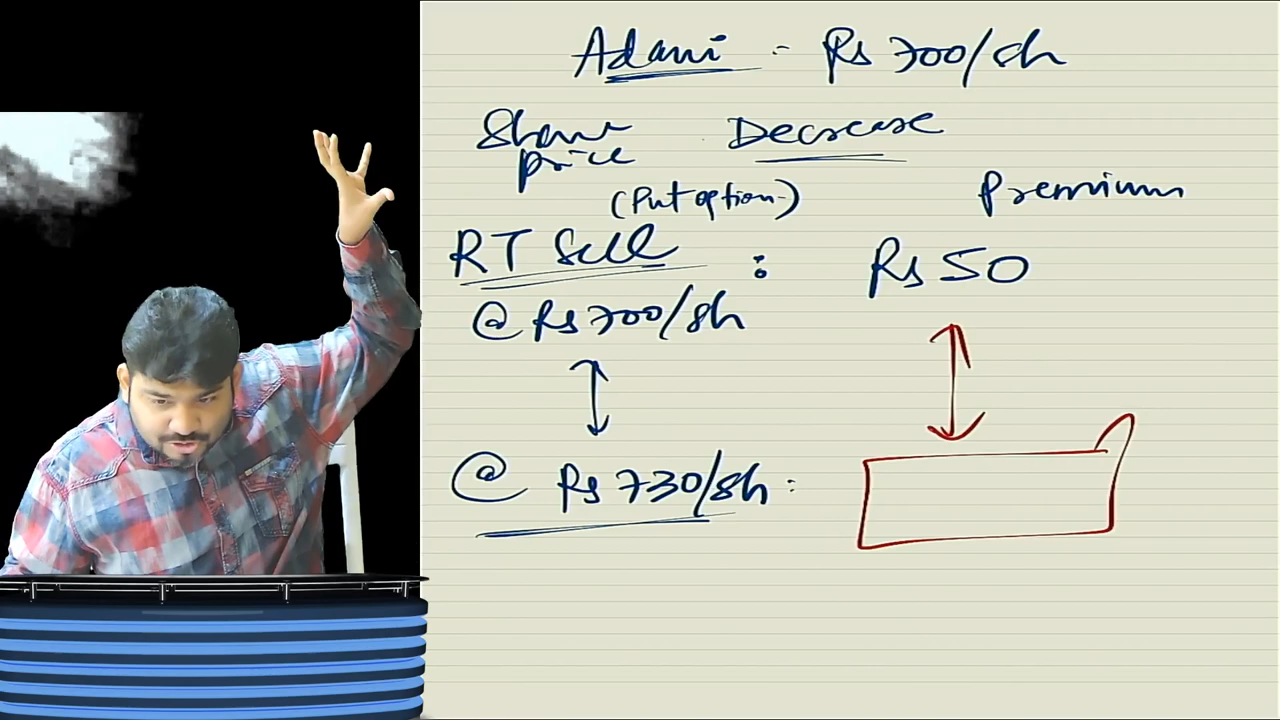 Adani - Rs 700/sh
Share price Decrease
(Put option)
Premium
RT Sell : Rs 50
@ Rs 700/sh
@ Rs 730/sh :